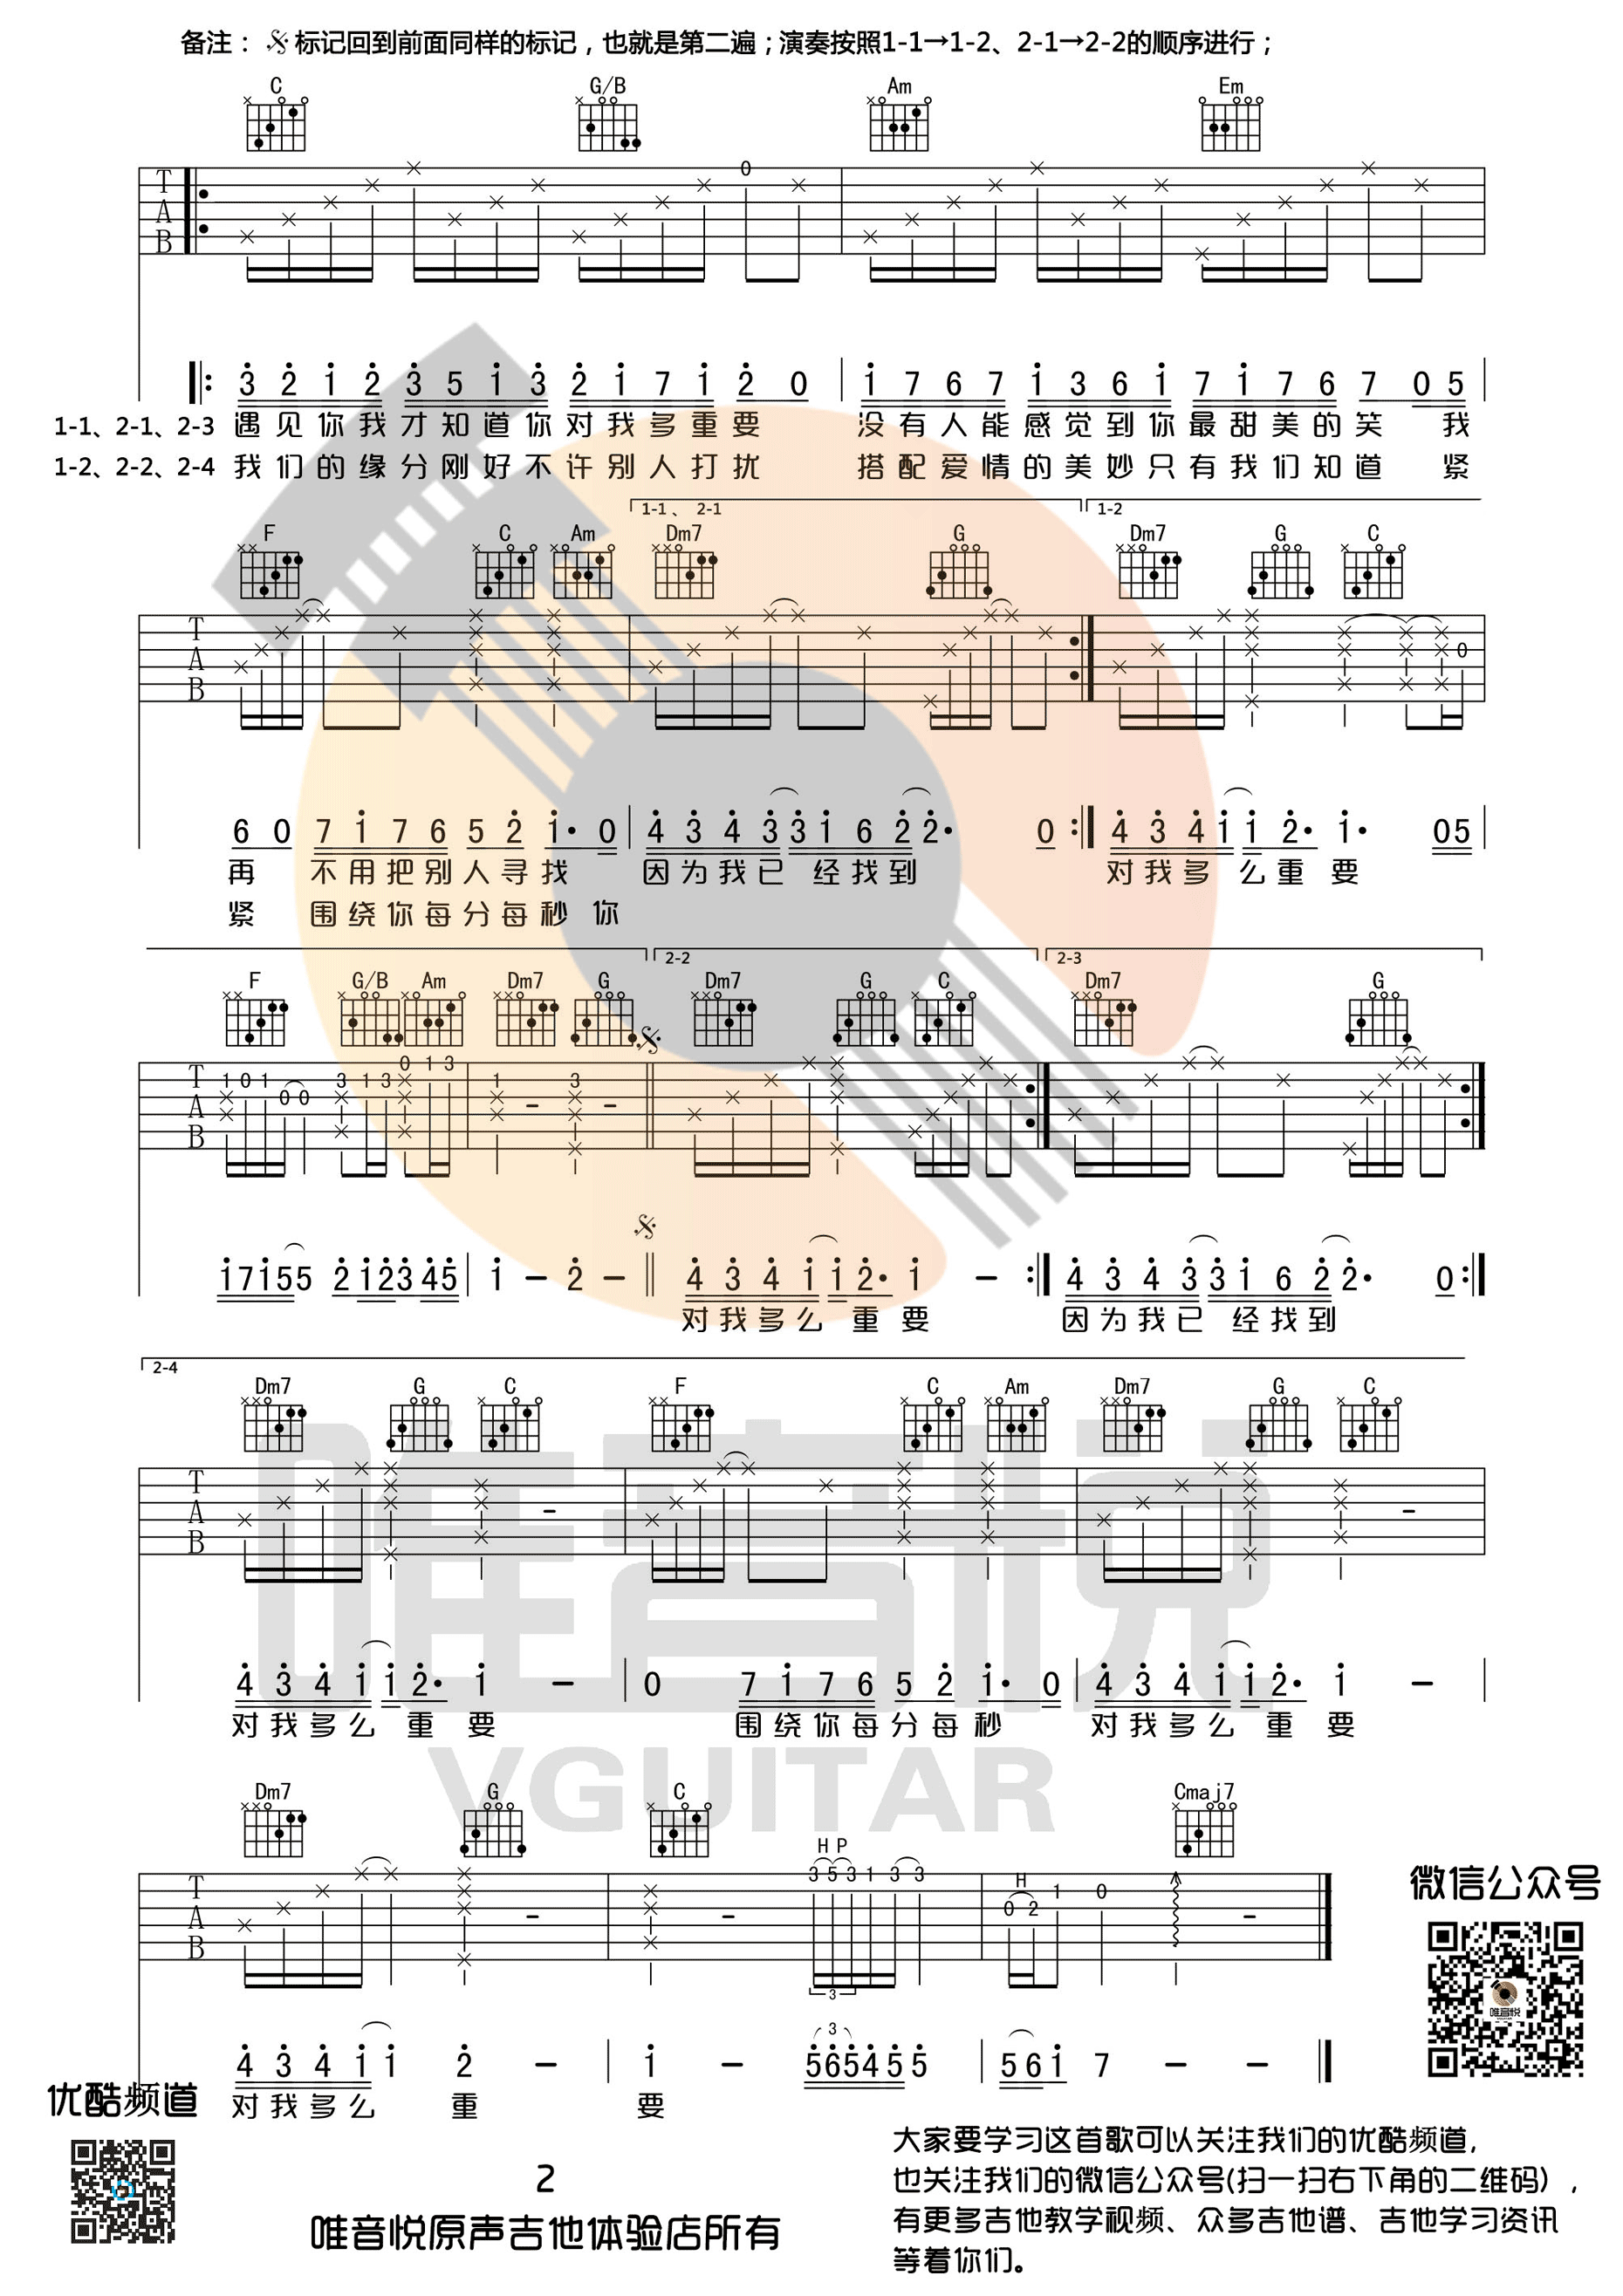 备注： 𝄋 标记回到前面同样的标记，也就是第二遍；演奏按照1-1→1-2、2-1→2-2的顺序进行；
C G/B Am Em
T A B 0
3 2 1 2 3 5 1 3 2 1 7 1 2 0 1 7 6 7 1 3 6 1 7 1 7 6 7 0 5
1-1、2-1、2-3 遇见你我才知道你对我多重要 没有人能感觉到你最甜美的笑 我
1-2、2-2、2-4 我们的缘分刚好不许别人打扰 搭配爱情的美妙只有我们知道 紧
1-1 、 2-1 1-2
F C Am Dm7 G Dm7 G C
T A B 0
6 0 7 1 7 6 5 2 1· 0 4 3 4 3 3 1 6 2 2· 0 4 3 4 1 1 2· 1· 0 5
再 不用把别人寻找 因为我已 经找到 对我多 么重要
紧 围绕你每分每秒 你
2-2 2-3
F G/B Am Dm7 G Dm7 G C Dm7 G
T A B 1 0 1 0 0 3 1 3 0 1 3 1 - 3 -
1 7 1 5 5 2 1 2 3 4 5 1 - 2 - 4 3 4 1 1 2· 1 - 4 3 4 3 3 1 6 2 2· 0
对我多么 重要 因为我已 经找到
2-4
Dm7 G C F C Am Dm7 G C
T A B - -
4 3 4 1 1 2· 1 - 0 7 1 7 6 5 2 1· 0 4 3 4 1 1 2· 1 -
对我多么 重 要 围绕你每分每秒 对我多么 重 要
唯音悦
VGUITAR
Dm7 G C Cmaj7
H P
T A B - - 3 5 3 1 3 3 H 0 2 1 0 -
3
4 3 4 1 1 2 - 1 - 3 5 6 5 4 5 5 5 6 1 7 - -
对我多么 重 要
微信公众号
唯音悦
优酷频道
2
唯音悦原声吉他体验店所有
大家要学习这首歌可以关注我们的优酷频道,
也关注我们的微信公众号(扫一扫右下角的二维码），
有更多吉他教学视频、众多吉他谱、吉他学习资讯
等着你们。